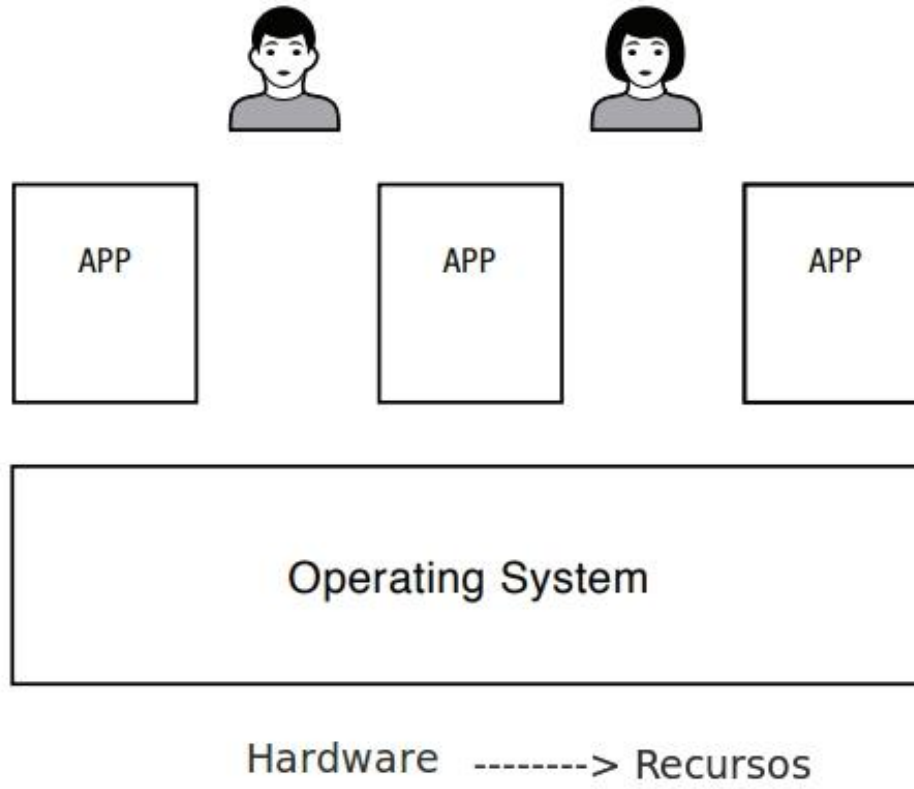 APP APP APP
Operating System
Hardware --------> Recursos